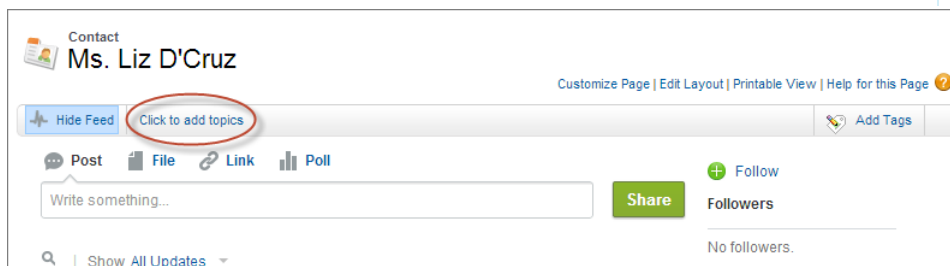 Contact
Ms. Liz D'Cruz
Customize Page | Edit Layout | Printable View | Help for this Page ?
Hide Feed Click to add topics Add Tags
Post File Link Poll
Follow
Write something... Share
Followers
No followers.
Show All Updates